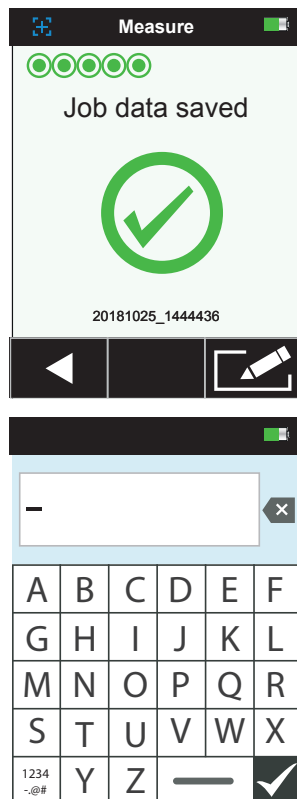 Measure
Job data saved
20181025_1444436
A B C D E F
G H I J K L
M N O P Q R
S T U V W X
1234 Y Z
-.@#